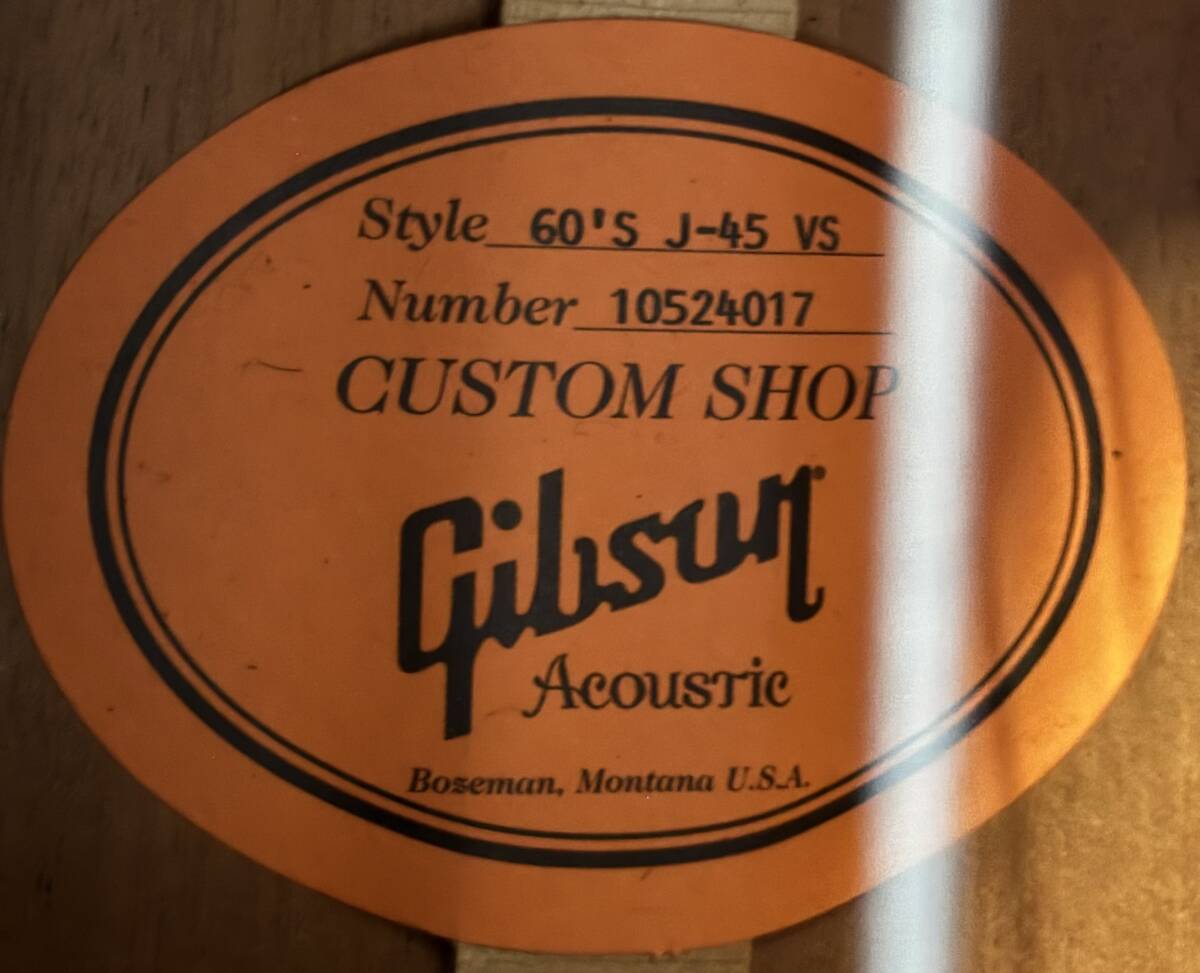 Style 60'S J-45 VS
Number 10524017
CUSTOM SHOP
Gibson
Acoustic
Bozeman, Montana U.S.A.